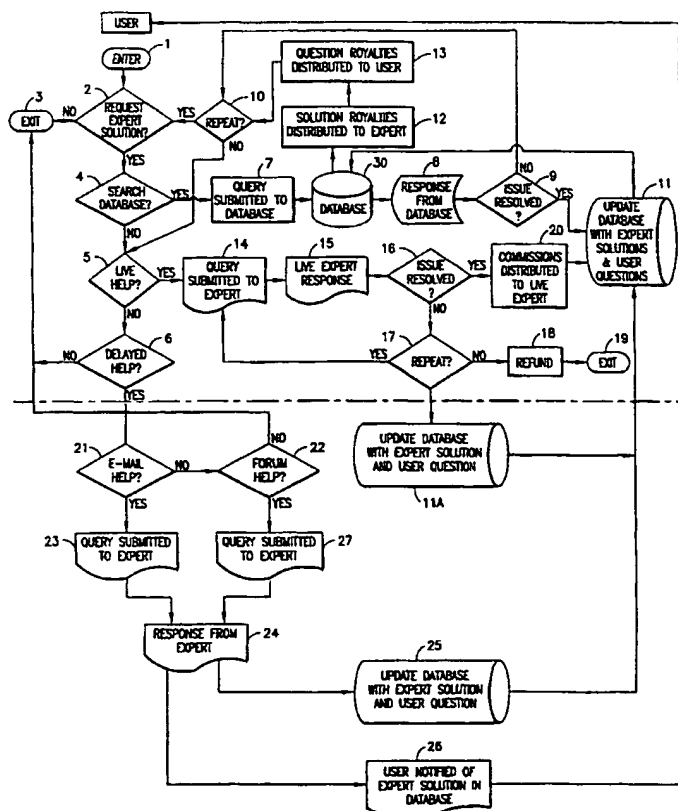 USER
1
ENTER
2
3
EXIT
NO
REQUEST
EXPERT
SOLUTION?
YES
YES
10
REPEAT?
NO
QUESTION ROYALTIES
DISTRIBUTED TO USER
13
SOLUTION ROYALTIES
DISTRIBUTED TO EXPERT
12
4
SEARCH
DATABASE?
YES
NO
7
QUERY
SUBMITTED TO
DATABASE
30
DATABASE
8
RESPONSE
FROM
DATABASE
NO
9
ISSUE
RESOLVED
?
YES
11
UPDATE
DATABASE
WITH EXPERT
SOLUTIONS
& USER
QUESTIONS
5
LIVE
HELP?
YES
NO
14
QUERY
SUBMITTED TO
EXPERT
15
LIVE EXPERT
RESPONSE
16
ISSUE
RESOLVED
?
YES
NO
20
COMMISSIONS
DISTRIBUTED
TO LIVE
EXPERT
6
NO
DELAYED
HELP?
YES
17
YES
REPEAT?
NO
18
REFUND
19
EXIT
21
E-MAIL
HELP?
NO
YES
NO
22
FORUM
HELP?
YES
UPDATE DATABASE
WITH EXPERT SOLUTION
AND USER QUESTION
11A
23
QUERY SUBMITTED
TO EXPERT
QUERY SUBMITTED
TO EXPERT
27
RESPONSE FROM
EXPERT
24
25
UPDATE DATABASE
WITH EXPERT SOLUTION
AND USER QUESTION
26
USER NOTIFIED OF
EXPERT SOLUTION IN
DATABASE